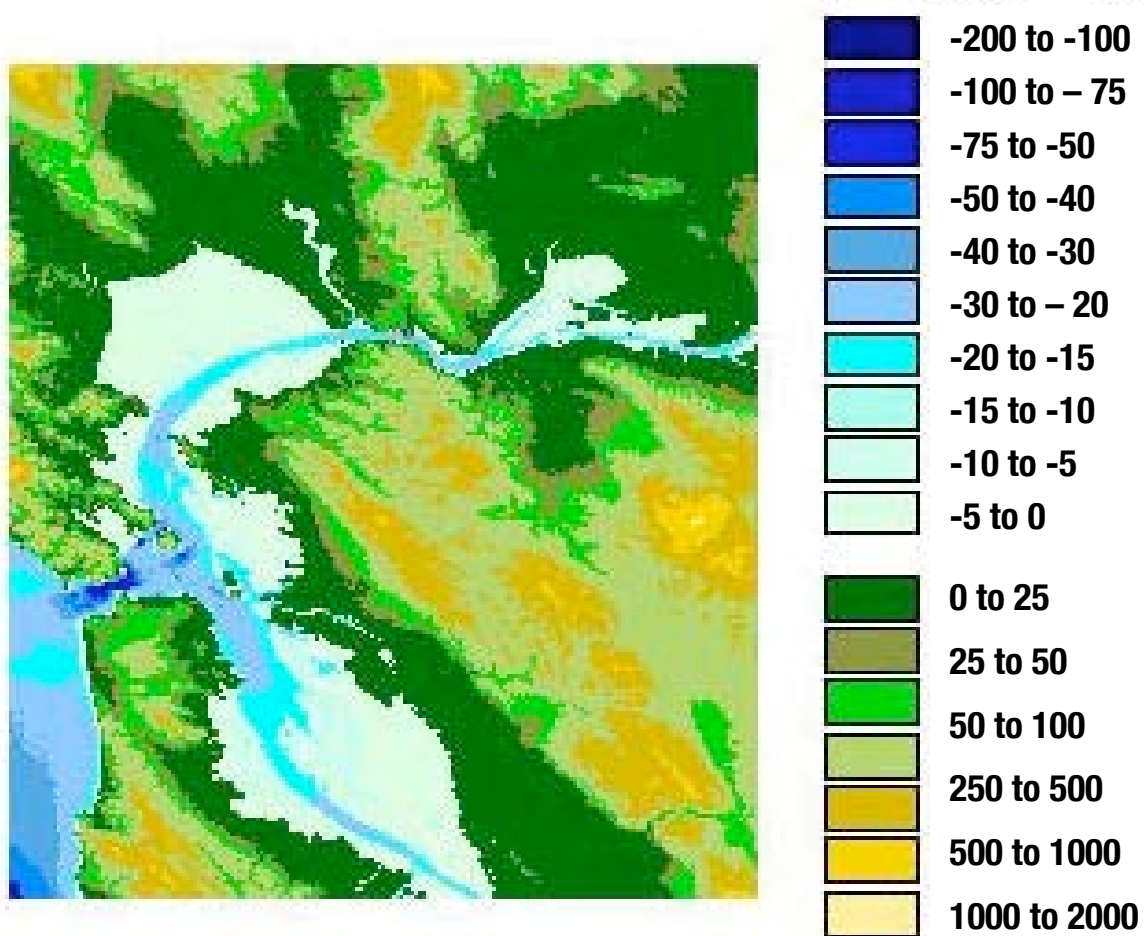 -200 to -100
-100 to – 75
-75 to -50
-50 to -40
-40 to -30
-30 to – 20
-20 to -15
-15 to -10
-10 to -5
-5 to 0
0 to 25
25 to 50
50 to 100
250 to 500
500 to 1000
1000 to 2000